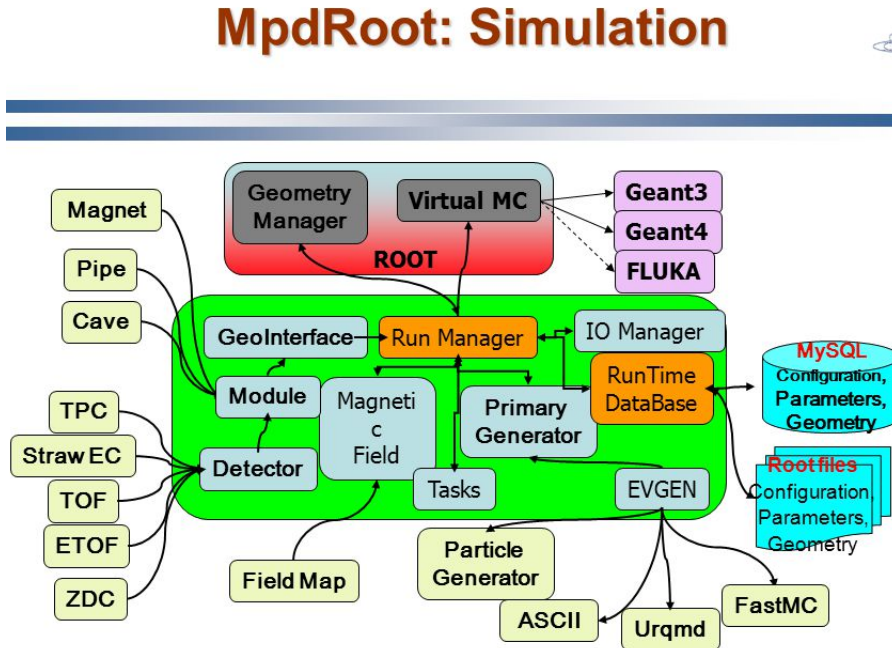 MpdRoot: Simulation
Magnet
Pipe
Cave
TPC
Straw EC
TOF
ETOF
ZDC
Geometry
Manager
Virtual MC
ROOT
Geant3
Geant4
FLUKA
GeoInterface
Run Manager
IO Manager
RunTime
DataBase
Module
Magneti
c
Field
Primary
Generator
Detector
Tasks
EVGEN
MySQL
Configuration,
Parameters,
Geometry
Root files
Configuration,
Parameters,
Geometry
Field Map
Particle
Generator
ASCII
Urqmd
FastMC